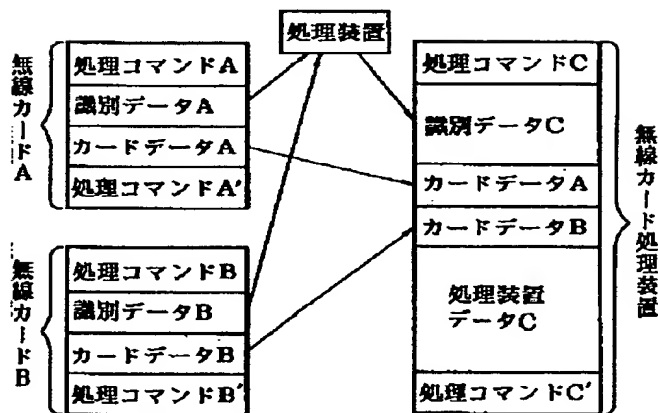 処理装置
無線カードA
処理コマンドA
識別データA
カードデータA
処理コマンドA′
無線カードB
処理コマンドB
識別データB
カードデータB
処理コマンドB′
処理コマンドC
識別データC
カードデータA
カードデータB
処理装置
データC
処理コマンドC′
無線カード処理装置